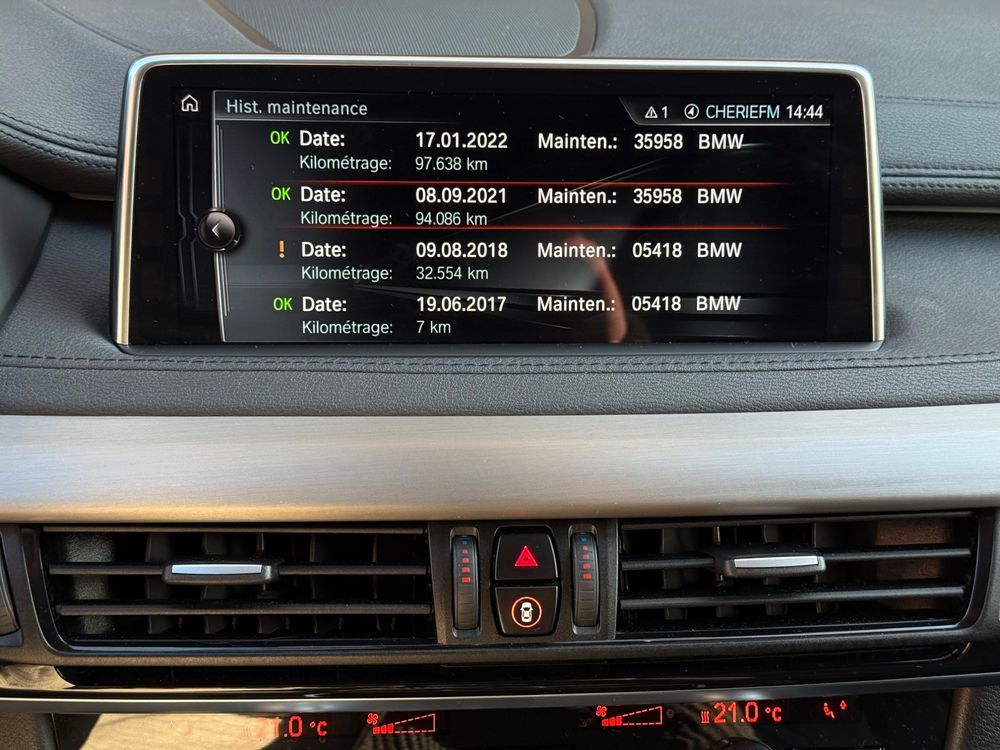 Hist. maintenance
1 CHERIEFM 14:44
OK Date: 17.01.2022 Mainten.: 35958 BMW
Kilométrage: 97.638 km
OK Date: 08.09.2021 Mainten.: 35958 BMW
Kilométrage: 94.086 km
! Date: 09.08.2018 Mainten.: 05418 BMW
Kilométrage: 32.554 km
OK Date: 19.06.2017 Mainten.: 05418 BMW
Kilométrage: 7 km
21.0 °C 21.0 °C